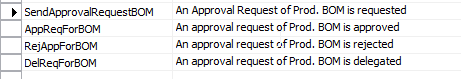 SendApprovalRequestBOM An Approval Request of Prod. BOM is requested
AppReqForBOM An approval request of Prod. BOM is approved
RejAppForBOM An approval request of Prod. BOM is rejected
DelReqForBOM An approval request of Prod. BOM is delegated